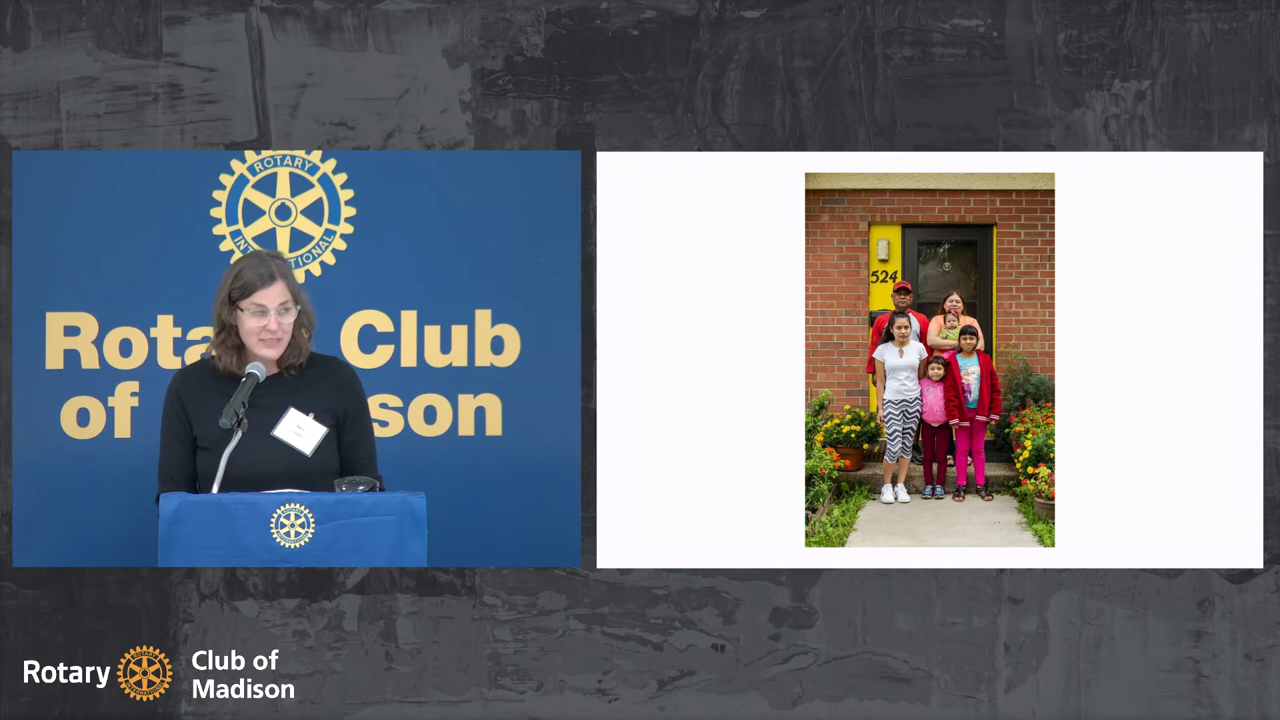 ROTARY
INTERNATIONAL
Rota Club
of son
524
Rotary
Club of
Madison